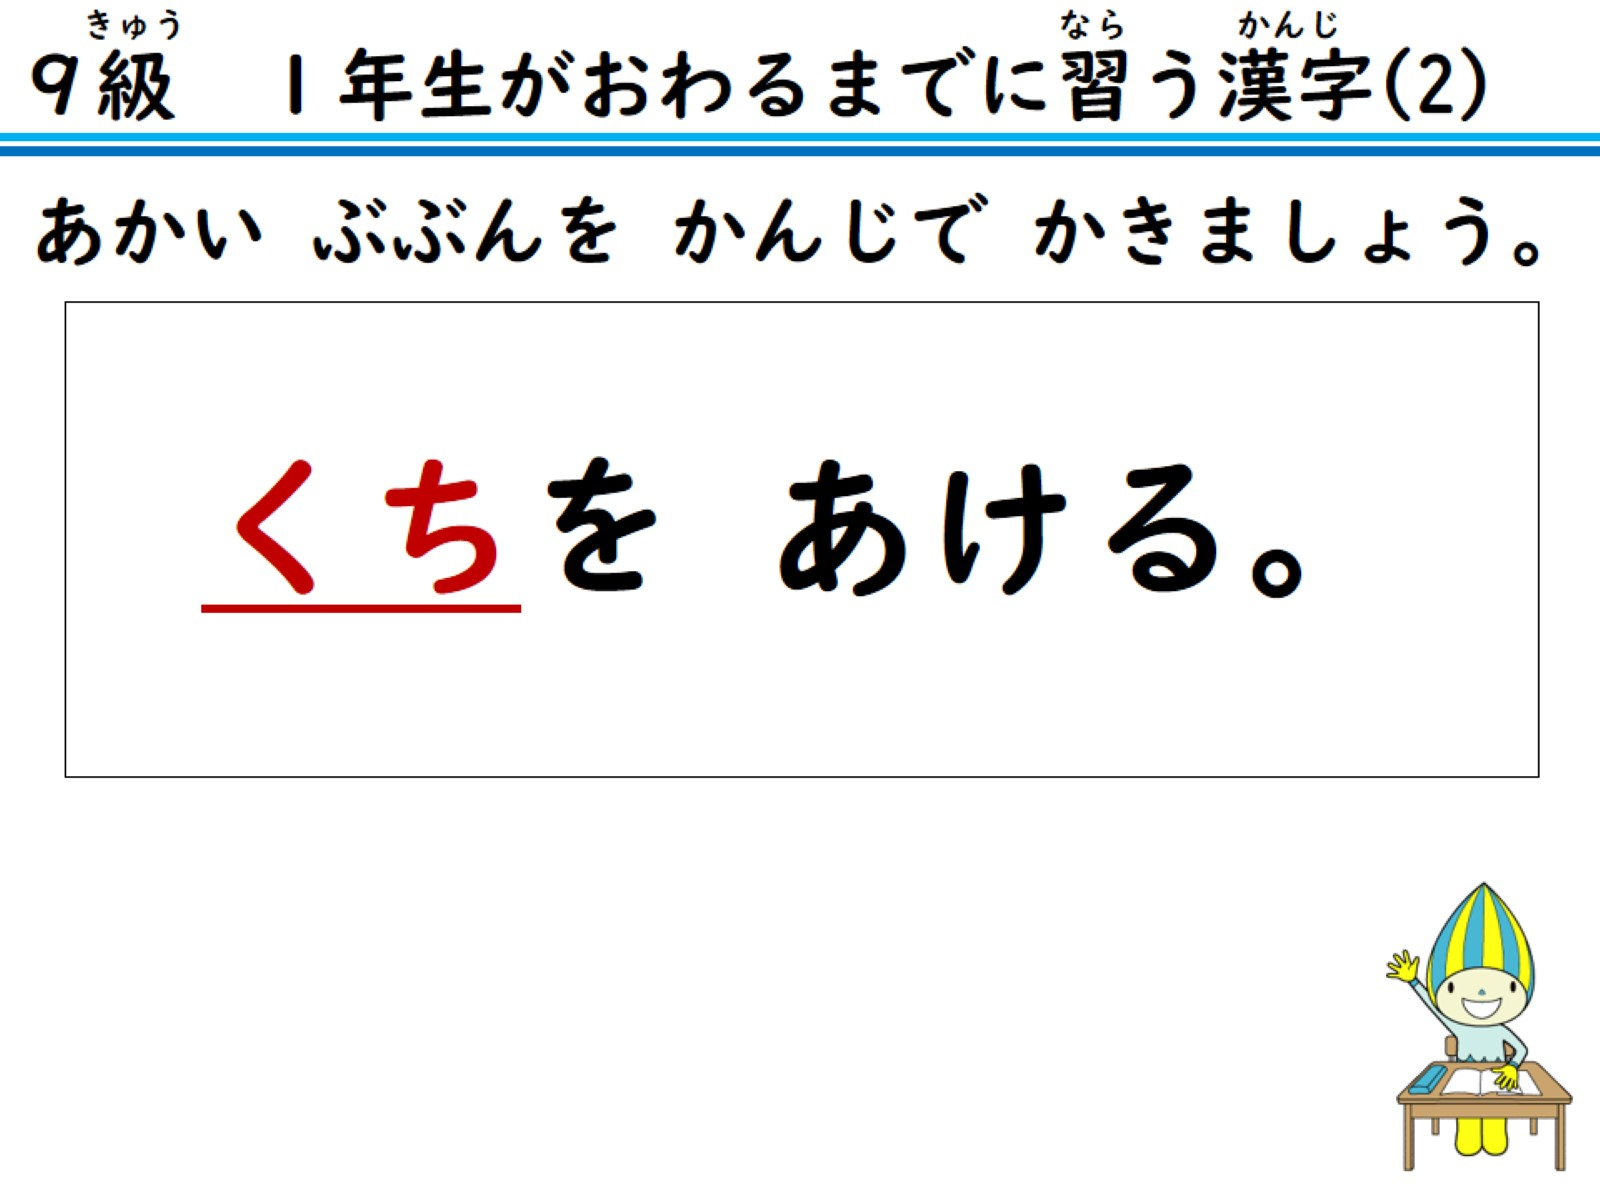 きゅう なら かんじ
9級 1年生がおわるまでに習う漢字(2)
あかい ぶぶんを かんじで かきましょう。
くちを あける。